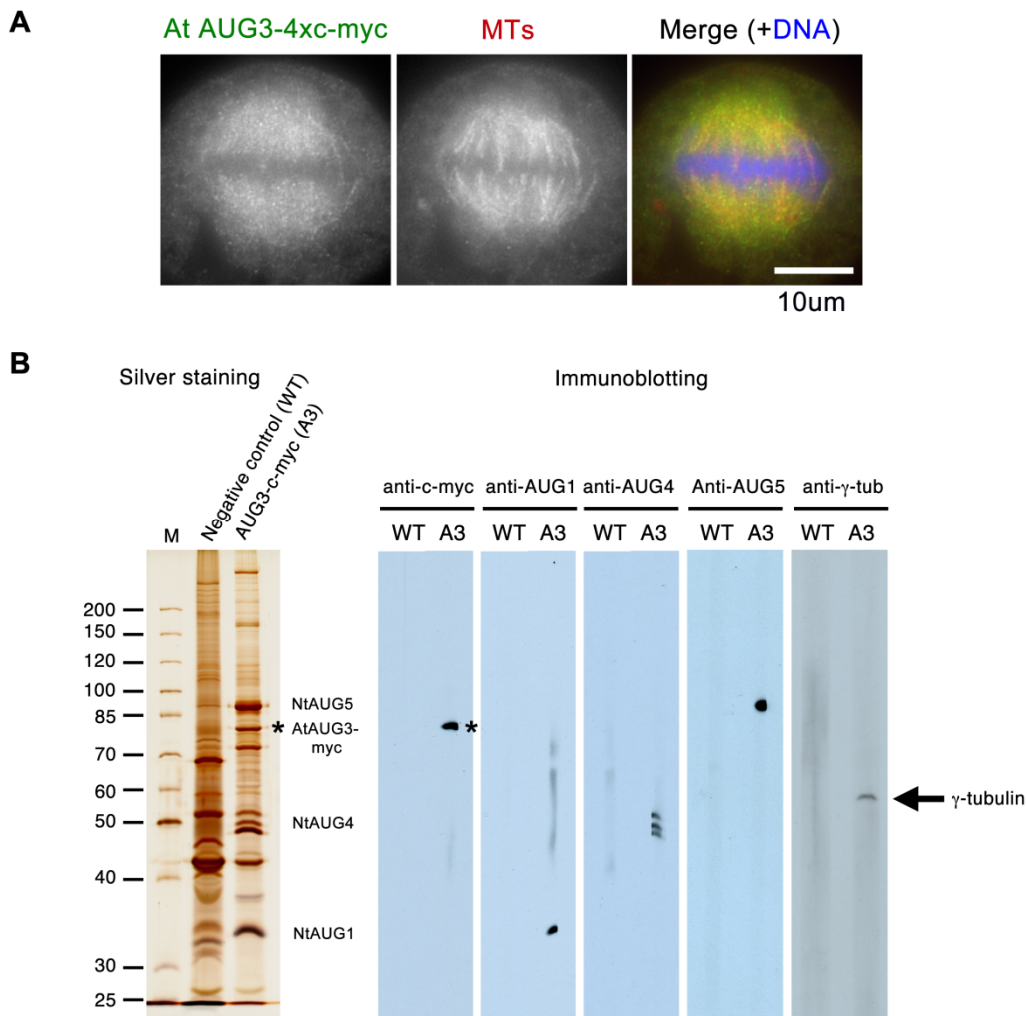 A
At AUG3-4xc-myc
MTs
Merge (+DNA)
10um
B
Silver staining
Immunoblotting
M
Negative control (WT)
AUG3-c-myc (A3)
anti-c-myc
anti-AUG1
anti-AUG4
Anti-AUG5
anti-γ-tub
WT A3
WT A3
WT A3
WT A3
WT A3
200
150
120
100
85
70
60
50
40
30
25
NtAUG5
* AtAUG3-
myc
NtAUG4
NtAUG1
*
γ-tubulin